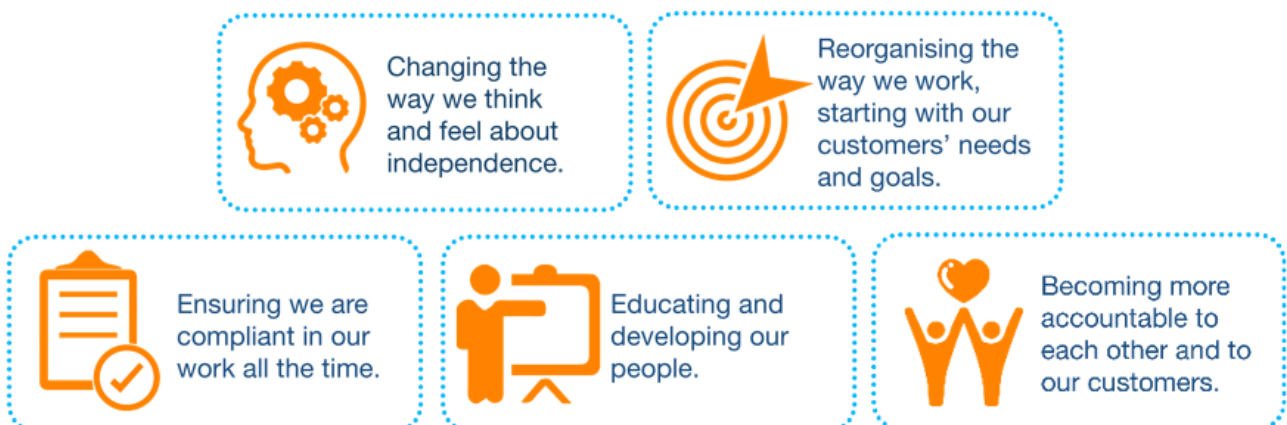 Changing the
way we think
and feel about
independence.
Reorganising the
way we work,
starting with our
customers’ needs
and goals.
Ensuring we are
compliant in our
work all the time.
Educating and
developing our
people.
Becoming more
accountable to
each other and to
our customers.